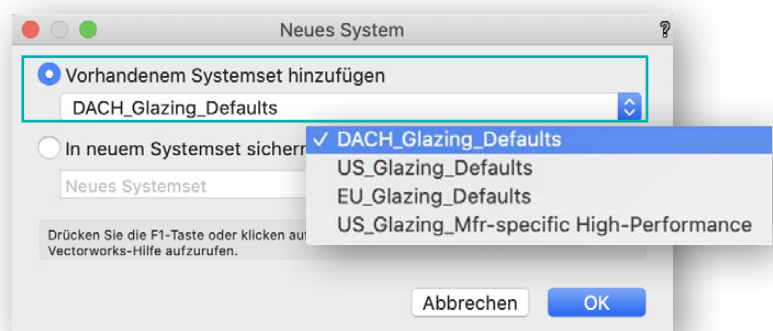 Neues System
?
Vorhandenem Systemset hinzufügen
DACH_Glazing_Defaults
In neuem Systemset sichern
✓ DACH_Glazing_Defaults
US_Glazing_Defaults
EU_Glazing_Defaults
US_Glazing_Mfr-specific High-Performance
Neues Systemset
Drücken Sie die F1-Taste oder klicken auf
Vectorworks-Hilfe aufzurufen.
Abbrechen
OK